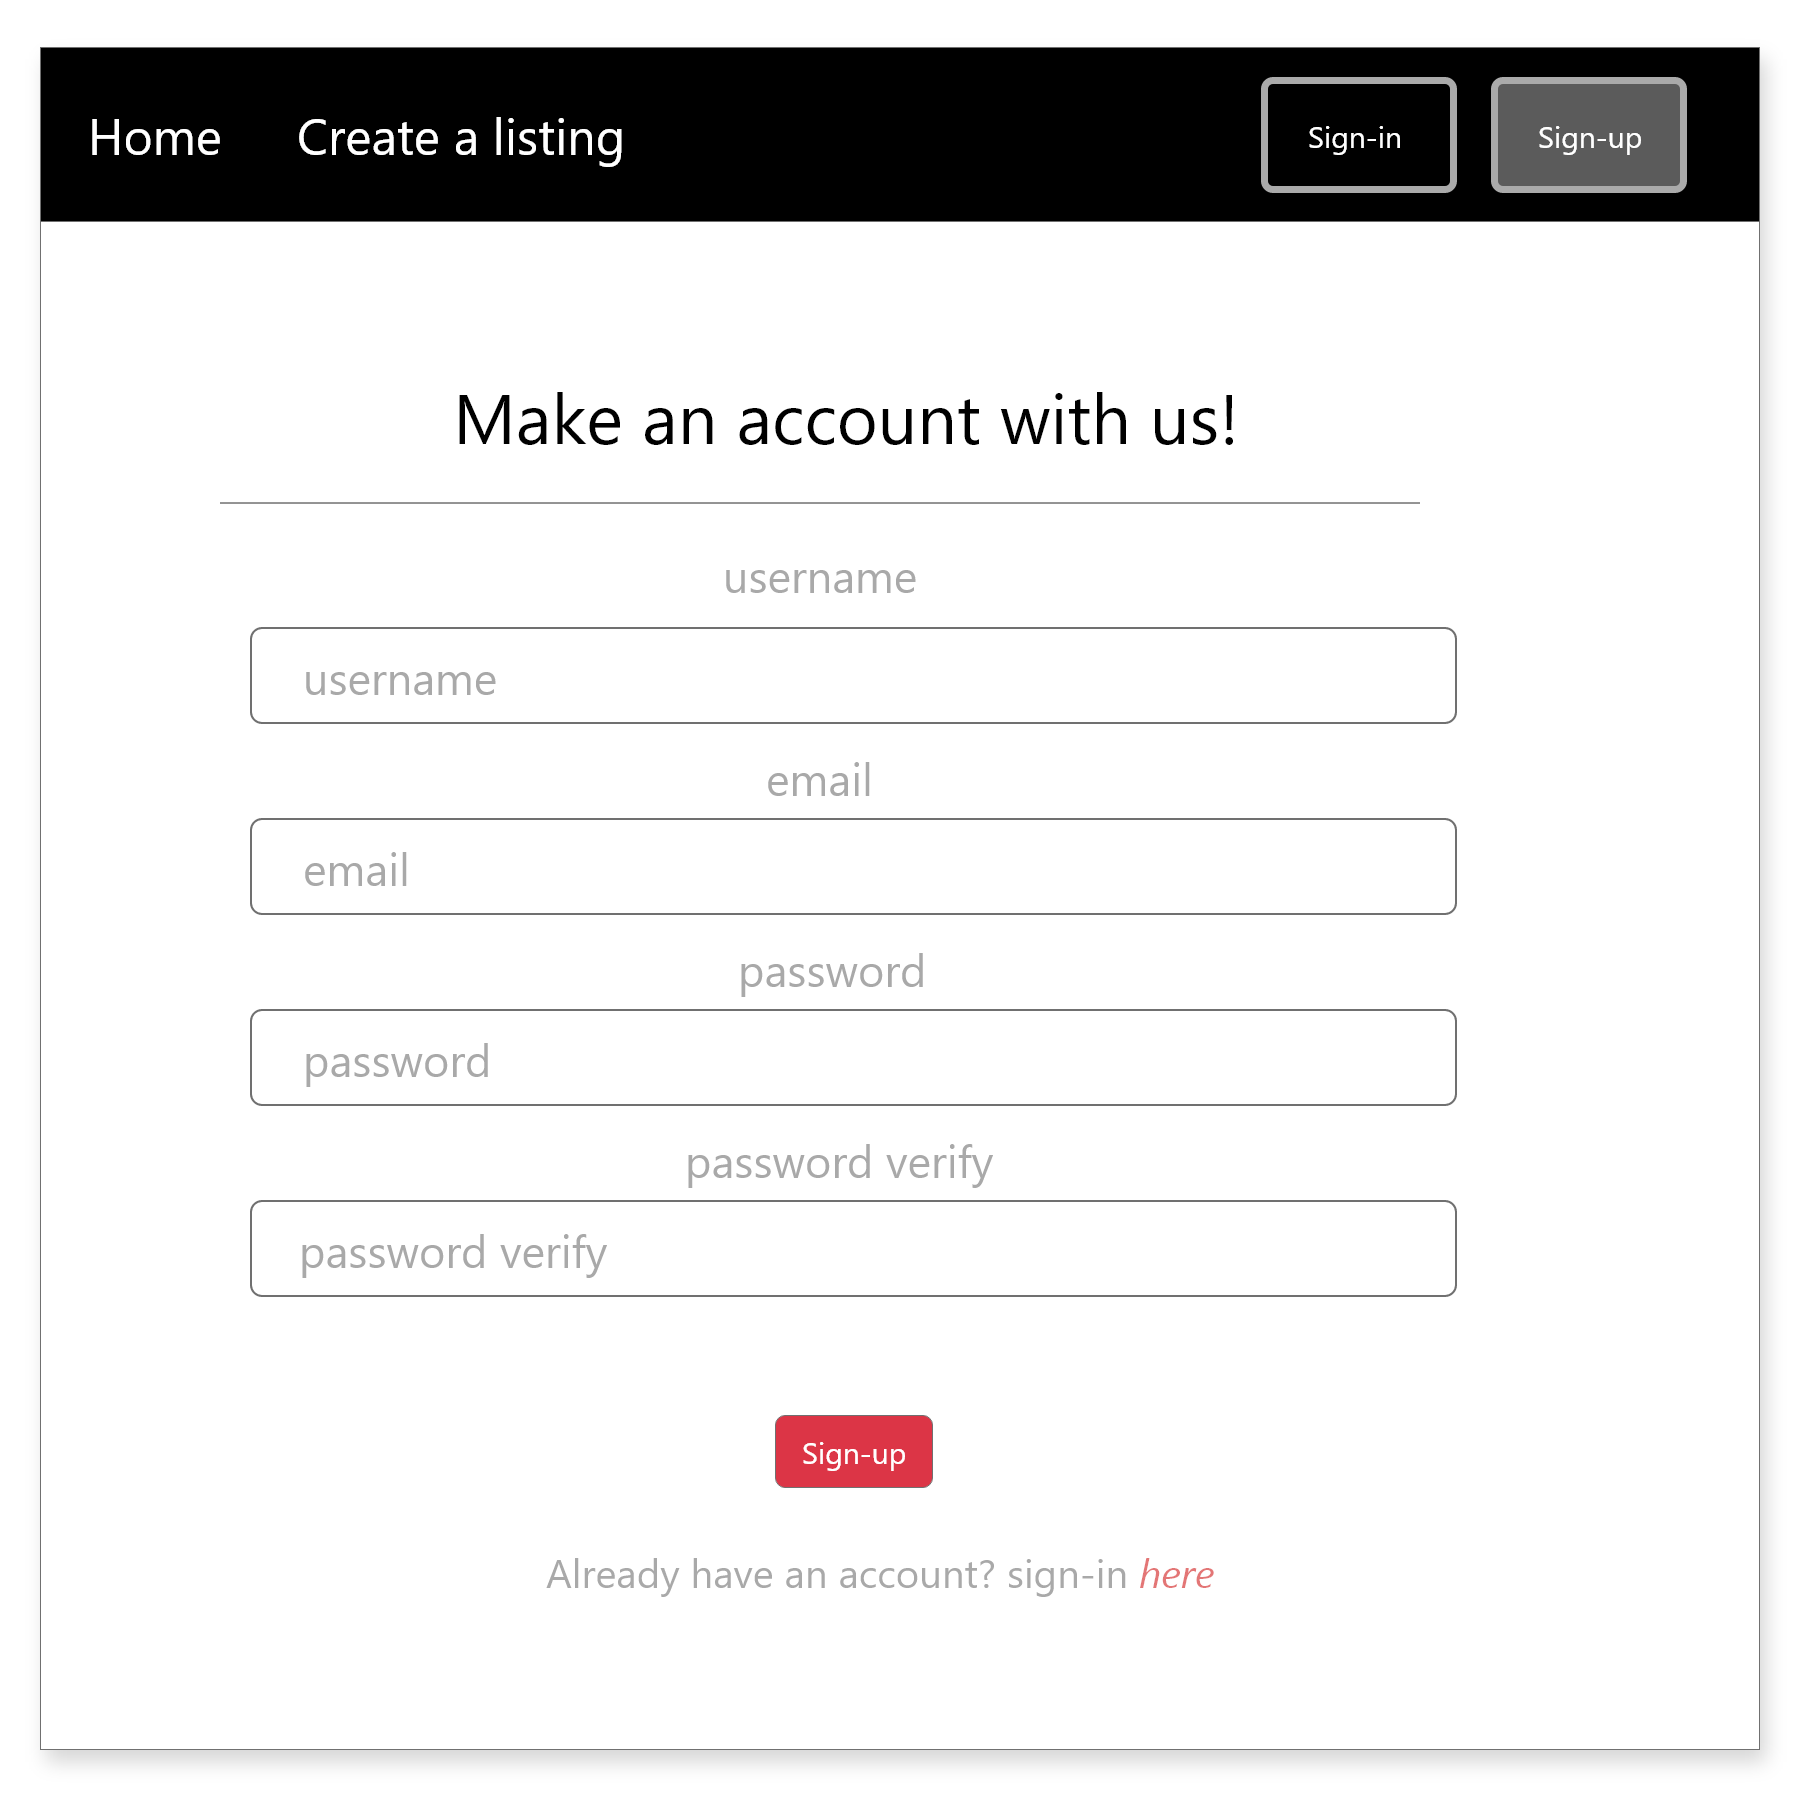 Home Create a listing Sign-in Sign-up
Make an account with us!
username
username
email
email
password
password
password verify
password verify
Sign-up
Already have an account? sign-in here